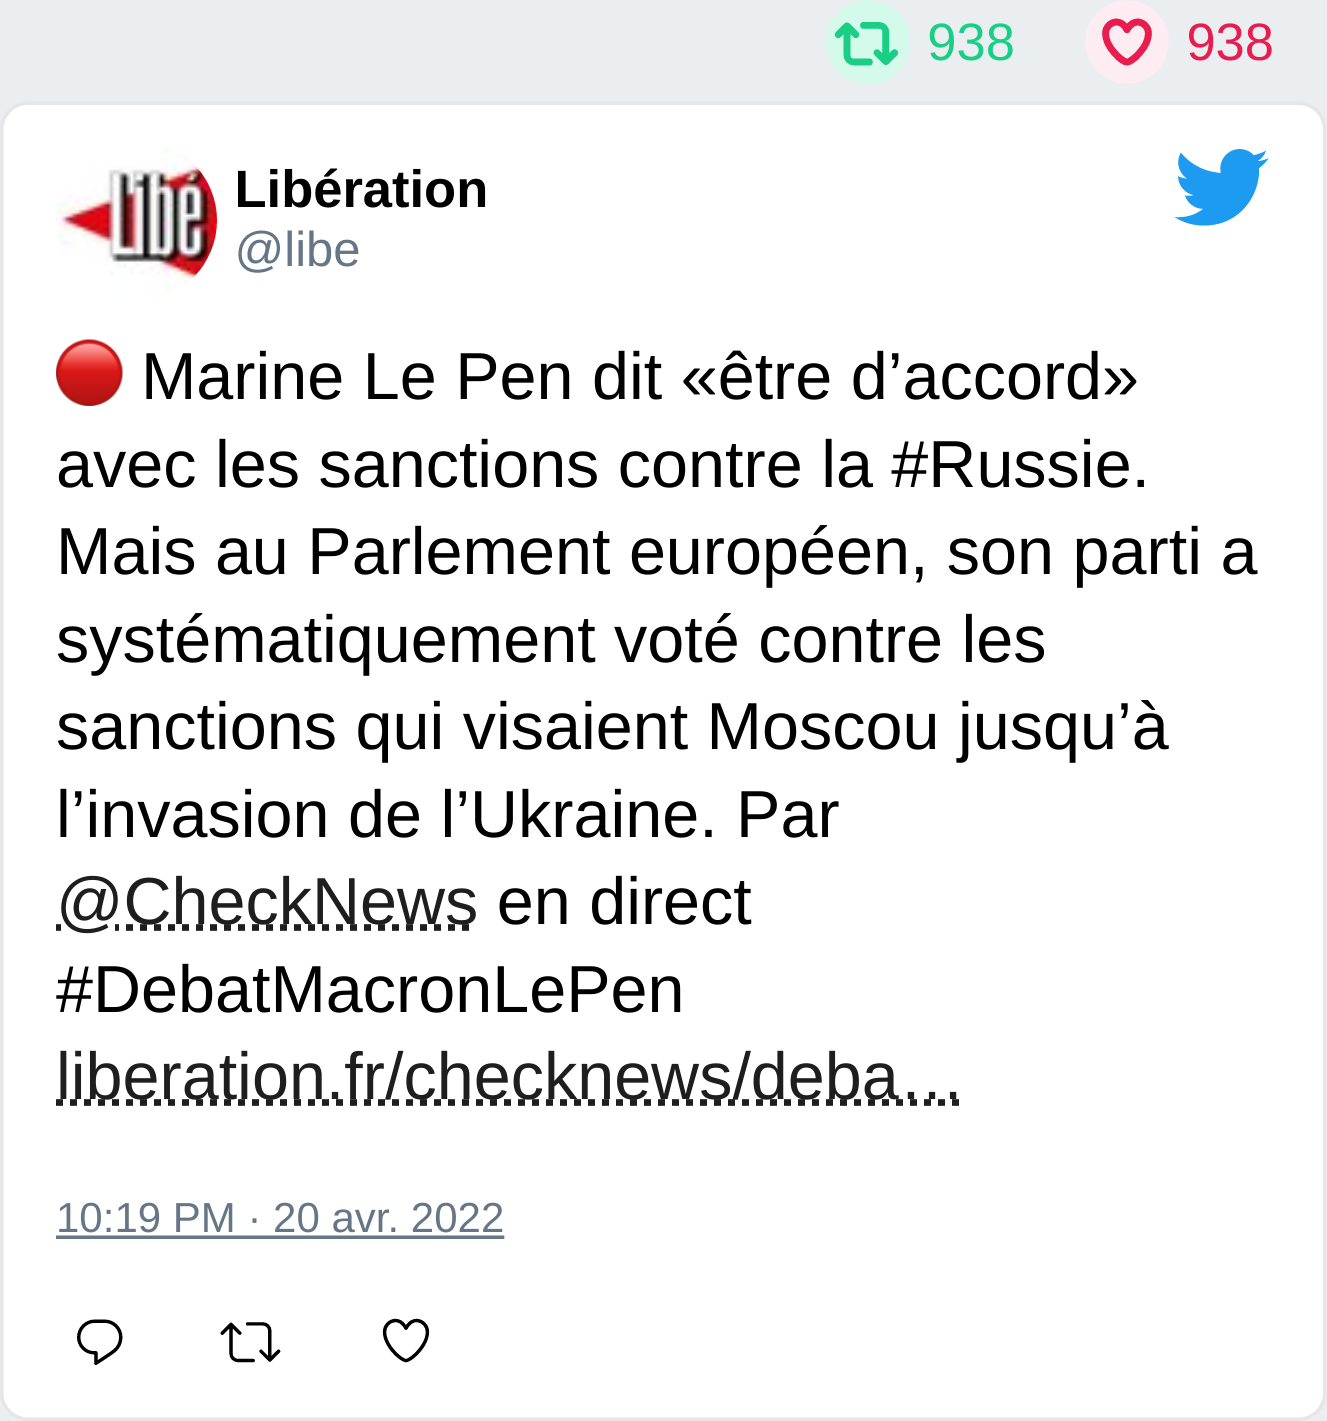 938 938
Libé
Libération
@libe
🔴 Marine Le Pen dit «être d’accord»
avec les sanctions contre la #Russie.
Mais au Parlement européen, son parti a
systématiquement voté contre les
sanctions qui visaient Moscou jusqu’à
l’invasion de l’Ukraine. Par
@CheckNews en direct
#DebatMacronLePen
liberation.fr/checknews/deba…
10:19 PM · 20 avr. 2022